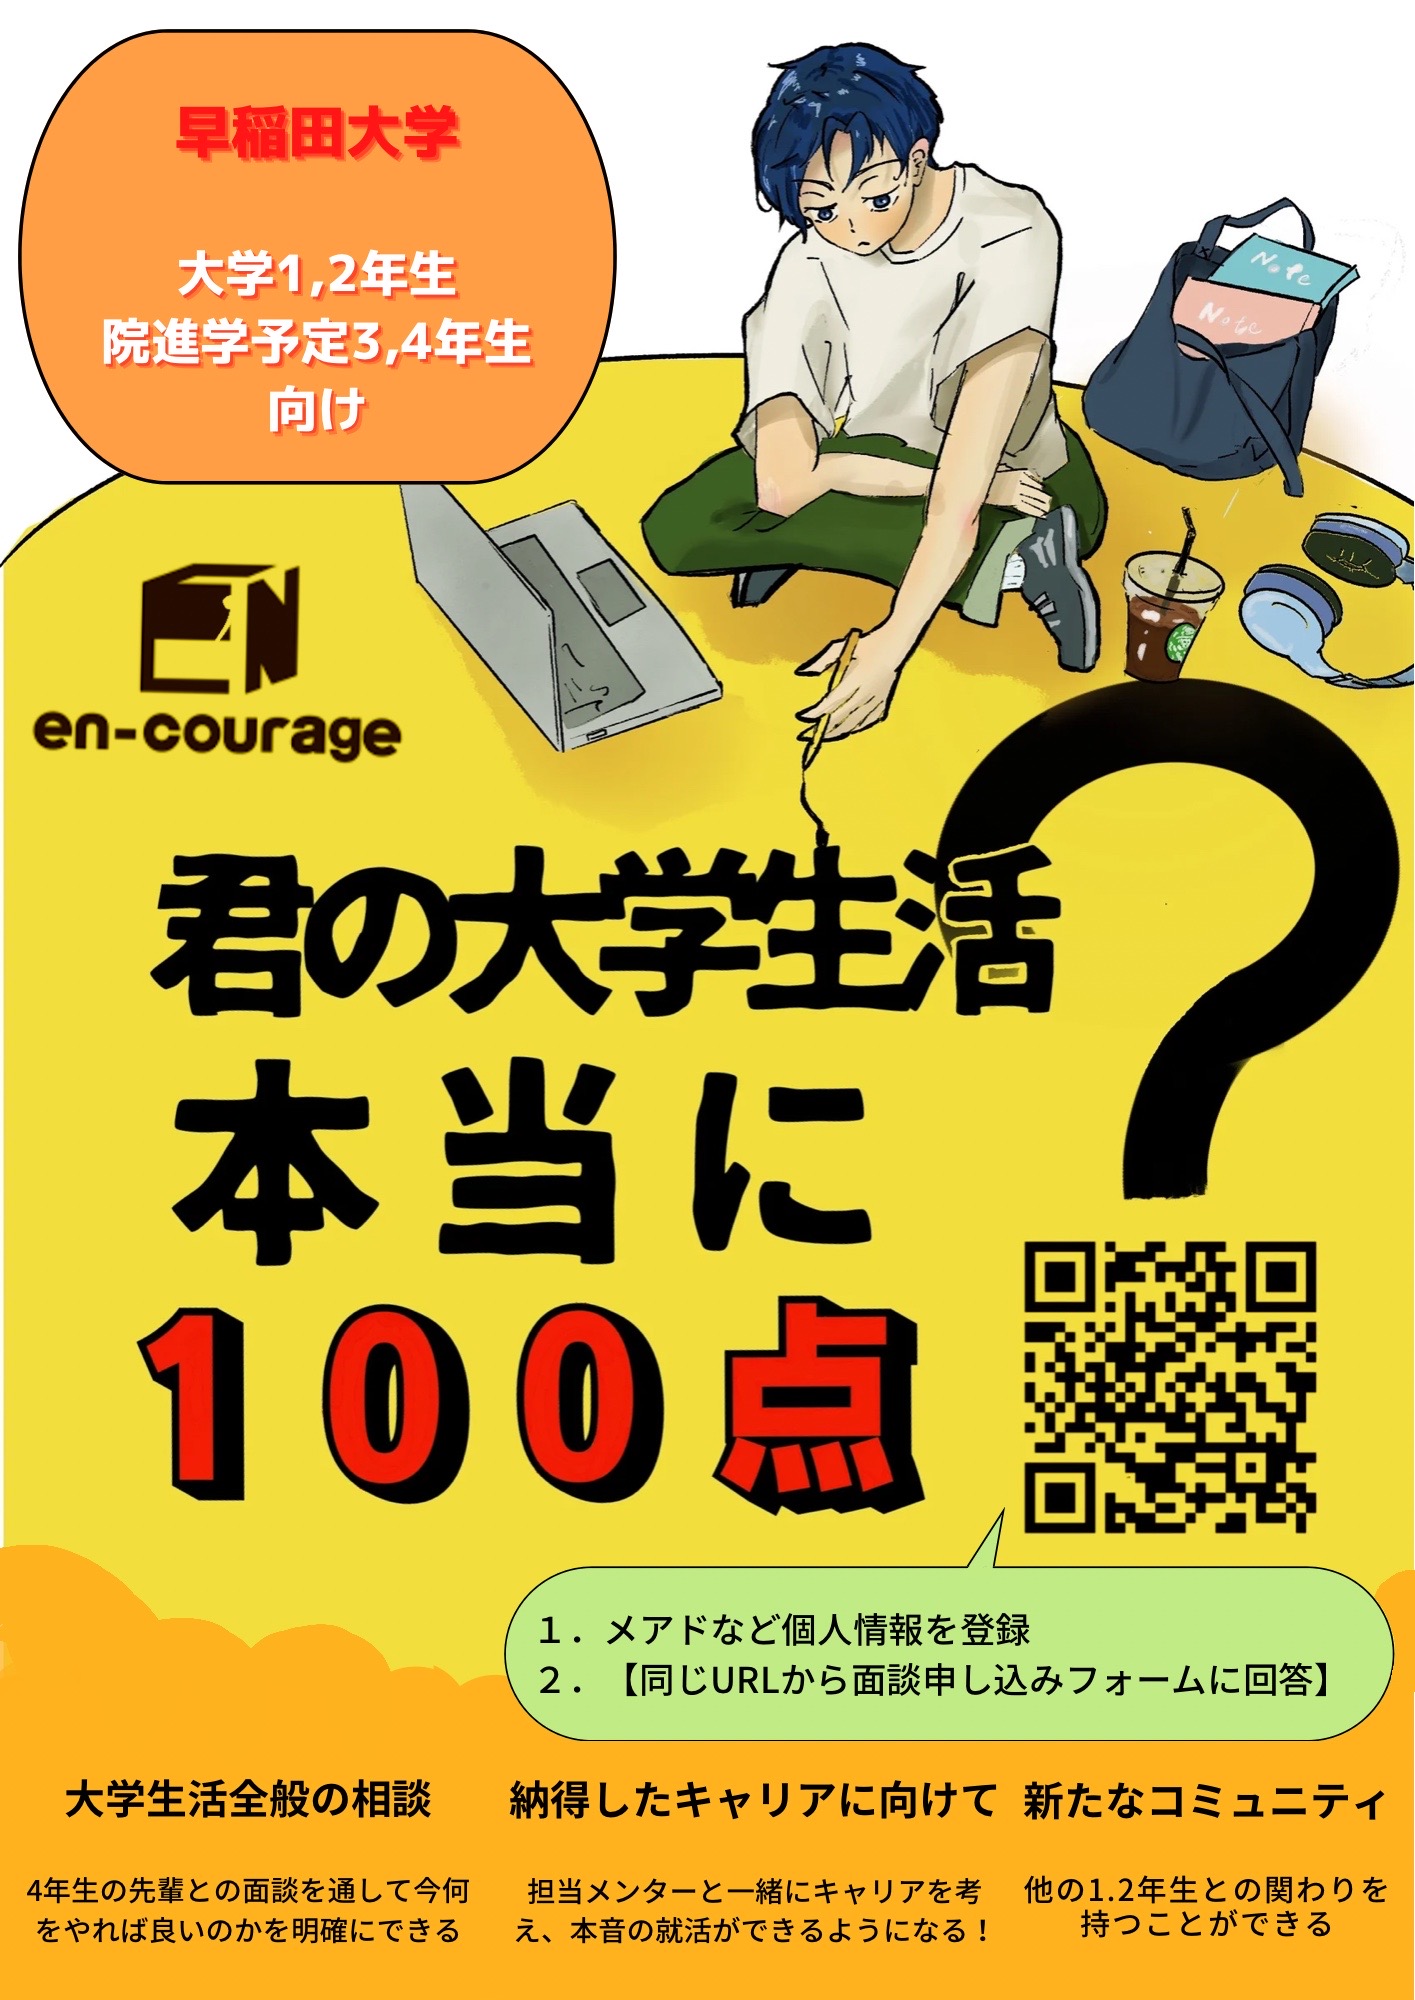 早稲田大学
大学1,2年生
院進学予定3,4年生
向け
Note
Note
EN
en-courage
君の大学生活
本当に
100点
?
１．メアドなど個人情報を登録
２．【同じURLから面談申し込みフォームに回答】
大学生活全般の相談
4年生の先輩との面談を通して今何
をやれば良いのかを明確にできる
納得したキャリアに向けて
担当メンターと一緒にキャリアを考
え、本音の就活ができるようになる！
新たなコミュニティ
他の1.2年生との関わりを
持つことができる